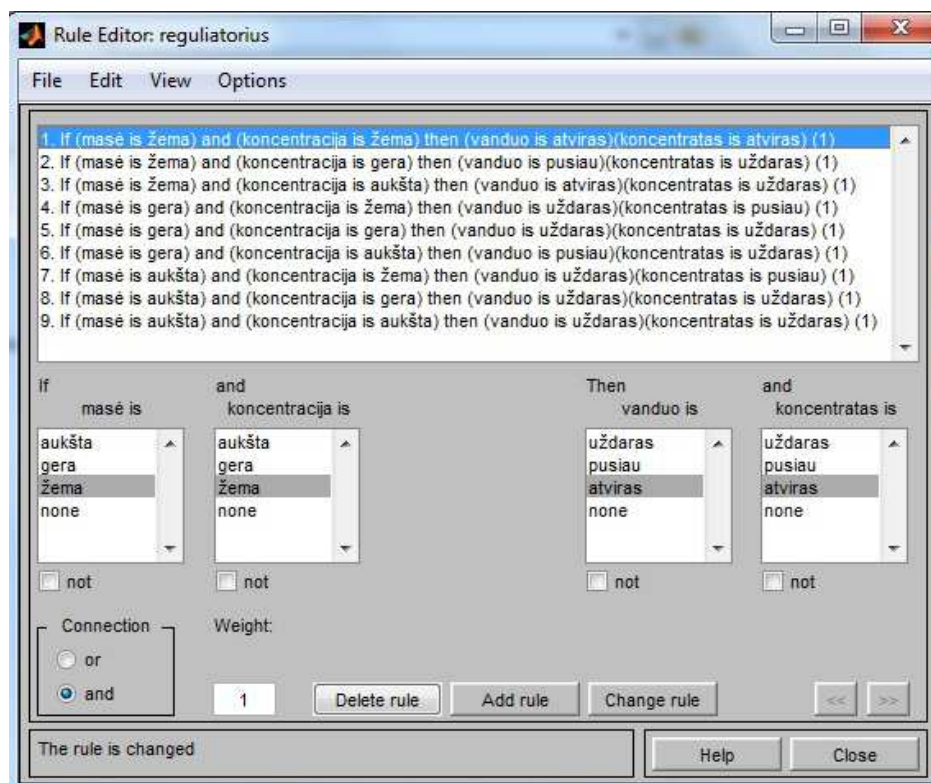 Rule Editor: reguliatorius
File Edit View Options
1. If (masė is žema) and (koncentracija is žema) then (vanduo is atviras)(koncentratas is atviras) (1)
2. If (masė is žema) and (koncentracija is gera) then (vanduo is pusiau)(koncentratas is uždaras) (1)
3. If (masė is žema) and (koncentracija is aukšta) then (vanduo is atviras)(koncentratas is uždaras) (1)
4. If (masė is gera) and (koncentracija is žema) then (vanduo is uždaras)(koncentratas is pusiau) (1)
5. If (masė is gera) and (koncentracija is gera) then (vanduo is uždaras)(koncentratas is uždaras) (1)
6. If (masė is gera) and (koncentracija is aukšta) then (vanduo is pusiau)(koncentratas is uždaras) (1)
7. If (masė is aukšta) and (koncentracija is žema) then (vanduo is uždaras)(koncentratas is pusiau) (1)
8. If (masė is aukšta) and (koncentracija is gera) then (vanduo is uždaras)(koncentratas is uždaras) (1)
9. If (masė is aukšta) and (koncentracija is aukšta) then (vanduo is uždaras)(koncentratas is uždaras) (1)
If
masė is
aukšta
gera
žema
none
not
and
koncentracija is
aukšta
gera
žema
none
not
Then
vanduo is
uždaras
pusiau
atviras
none
not
and
koncentratas is
uždaras
pusiau
atviras
none
not
Connection
or
and
Weight:
1
Delete rule
Add rule
Change rule
<<
>>
The rule is changed
Help
Close